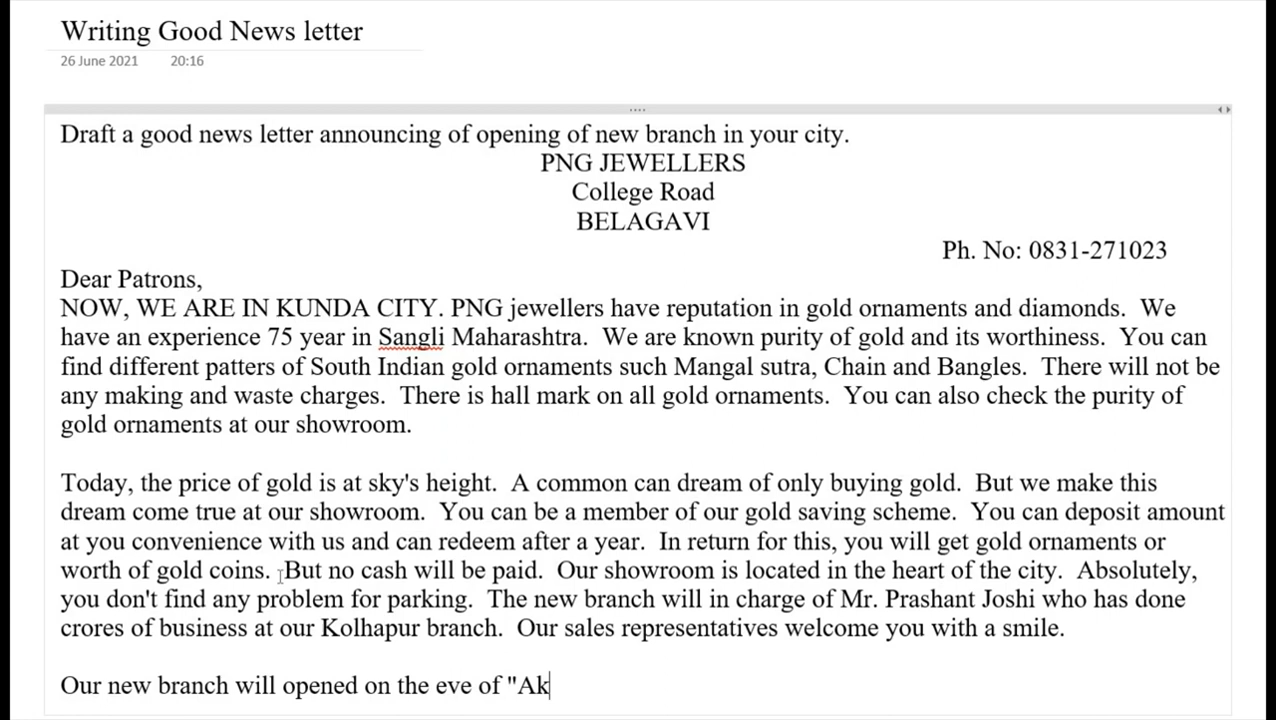 Writing Good News letter
26 June 2021 20:16
Draft a good news letter announcing of opening of new branch in your city.
PNG JEWELLERS
College Road
BELAGAVI
Ph. No: 0831-271023
Dear Patrons,
NOW, WE ARE IN KUNDA CITY. PNG jewellers have reputation in gold ornaments and diamonds. We
have an experience 75 year in Sangli Maharashtra. We are known purity of gold and its worthiness. You can
find different patters of South Indian gold ornaments such Mangal sutra, Chain and Bangles. There will not be
any making and waste charges. There is hall mark on all gold ornaments. You can also check the purity of
gold ornaments at our showroom.
Today, the price of gold is at sky's height. A common can dream of only buying gold. But we make this
dream come true at our showroom. You can be a member of our gold saving scheme. You can deposit amount
at you convenience with us and can redeem after a year. In return for this, you will get gold ornaments or
worth of gold coins. But no cash will be paid. Our showroom is located in the heart of the city. Absolutely,
you don't find any problem for parking. The new branch will in charge of Mr. Prashant Joshi who has done
crores of business at our Kolhapur branch. Our sales representatives welcome you with a smile.
Our new branch will opened on the eve of "Ak